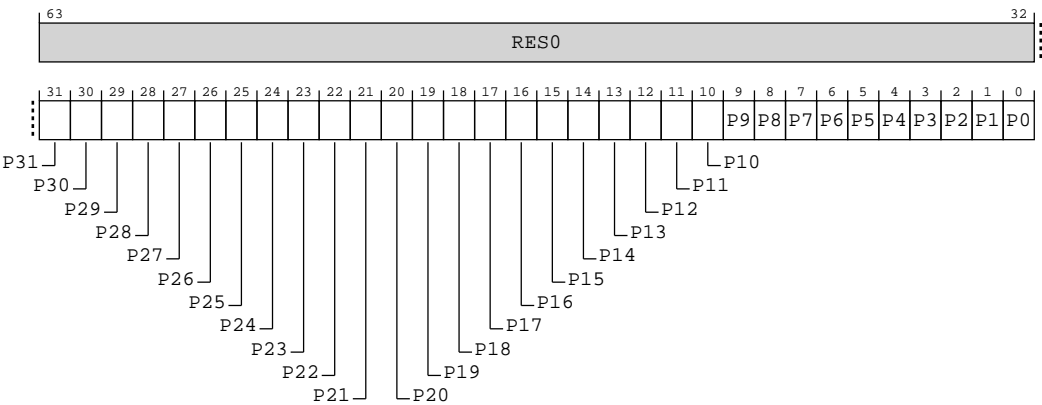 63 32
RES0
31 30 29 28 27 26 25 24 23 22 21 20 19 18 17 16 15 14 13 12 11 10 9 8 7 6 5 4 3 2 1 0
P9 P8 P7 P6 P5 P4 P3 P2 P1 P0
P31 P10
P30 P11
P29 P12
P28 P13
P27 P14
P26 P15
P25 P16
P24 P17
P23 P18
P22 P19
P21 P20